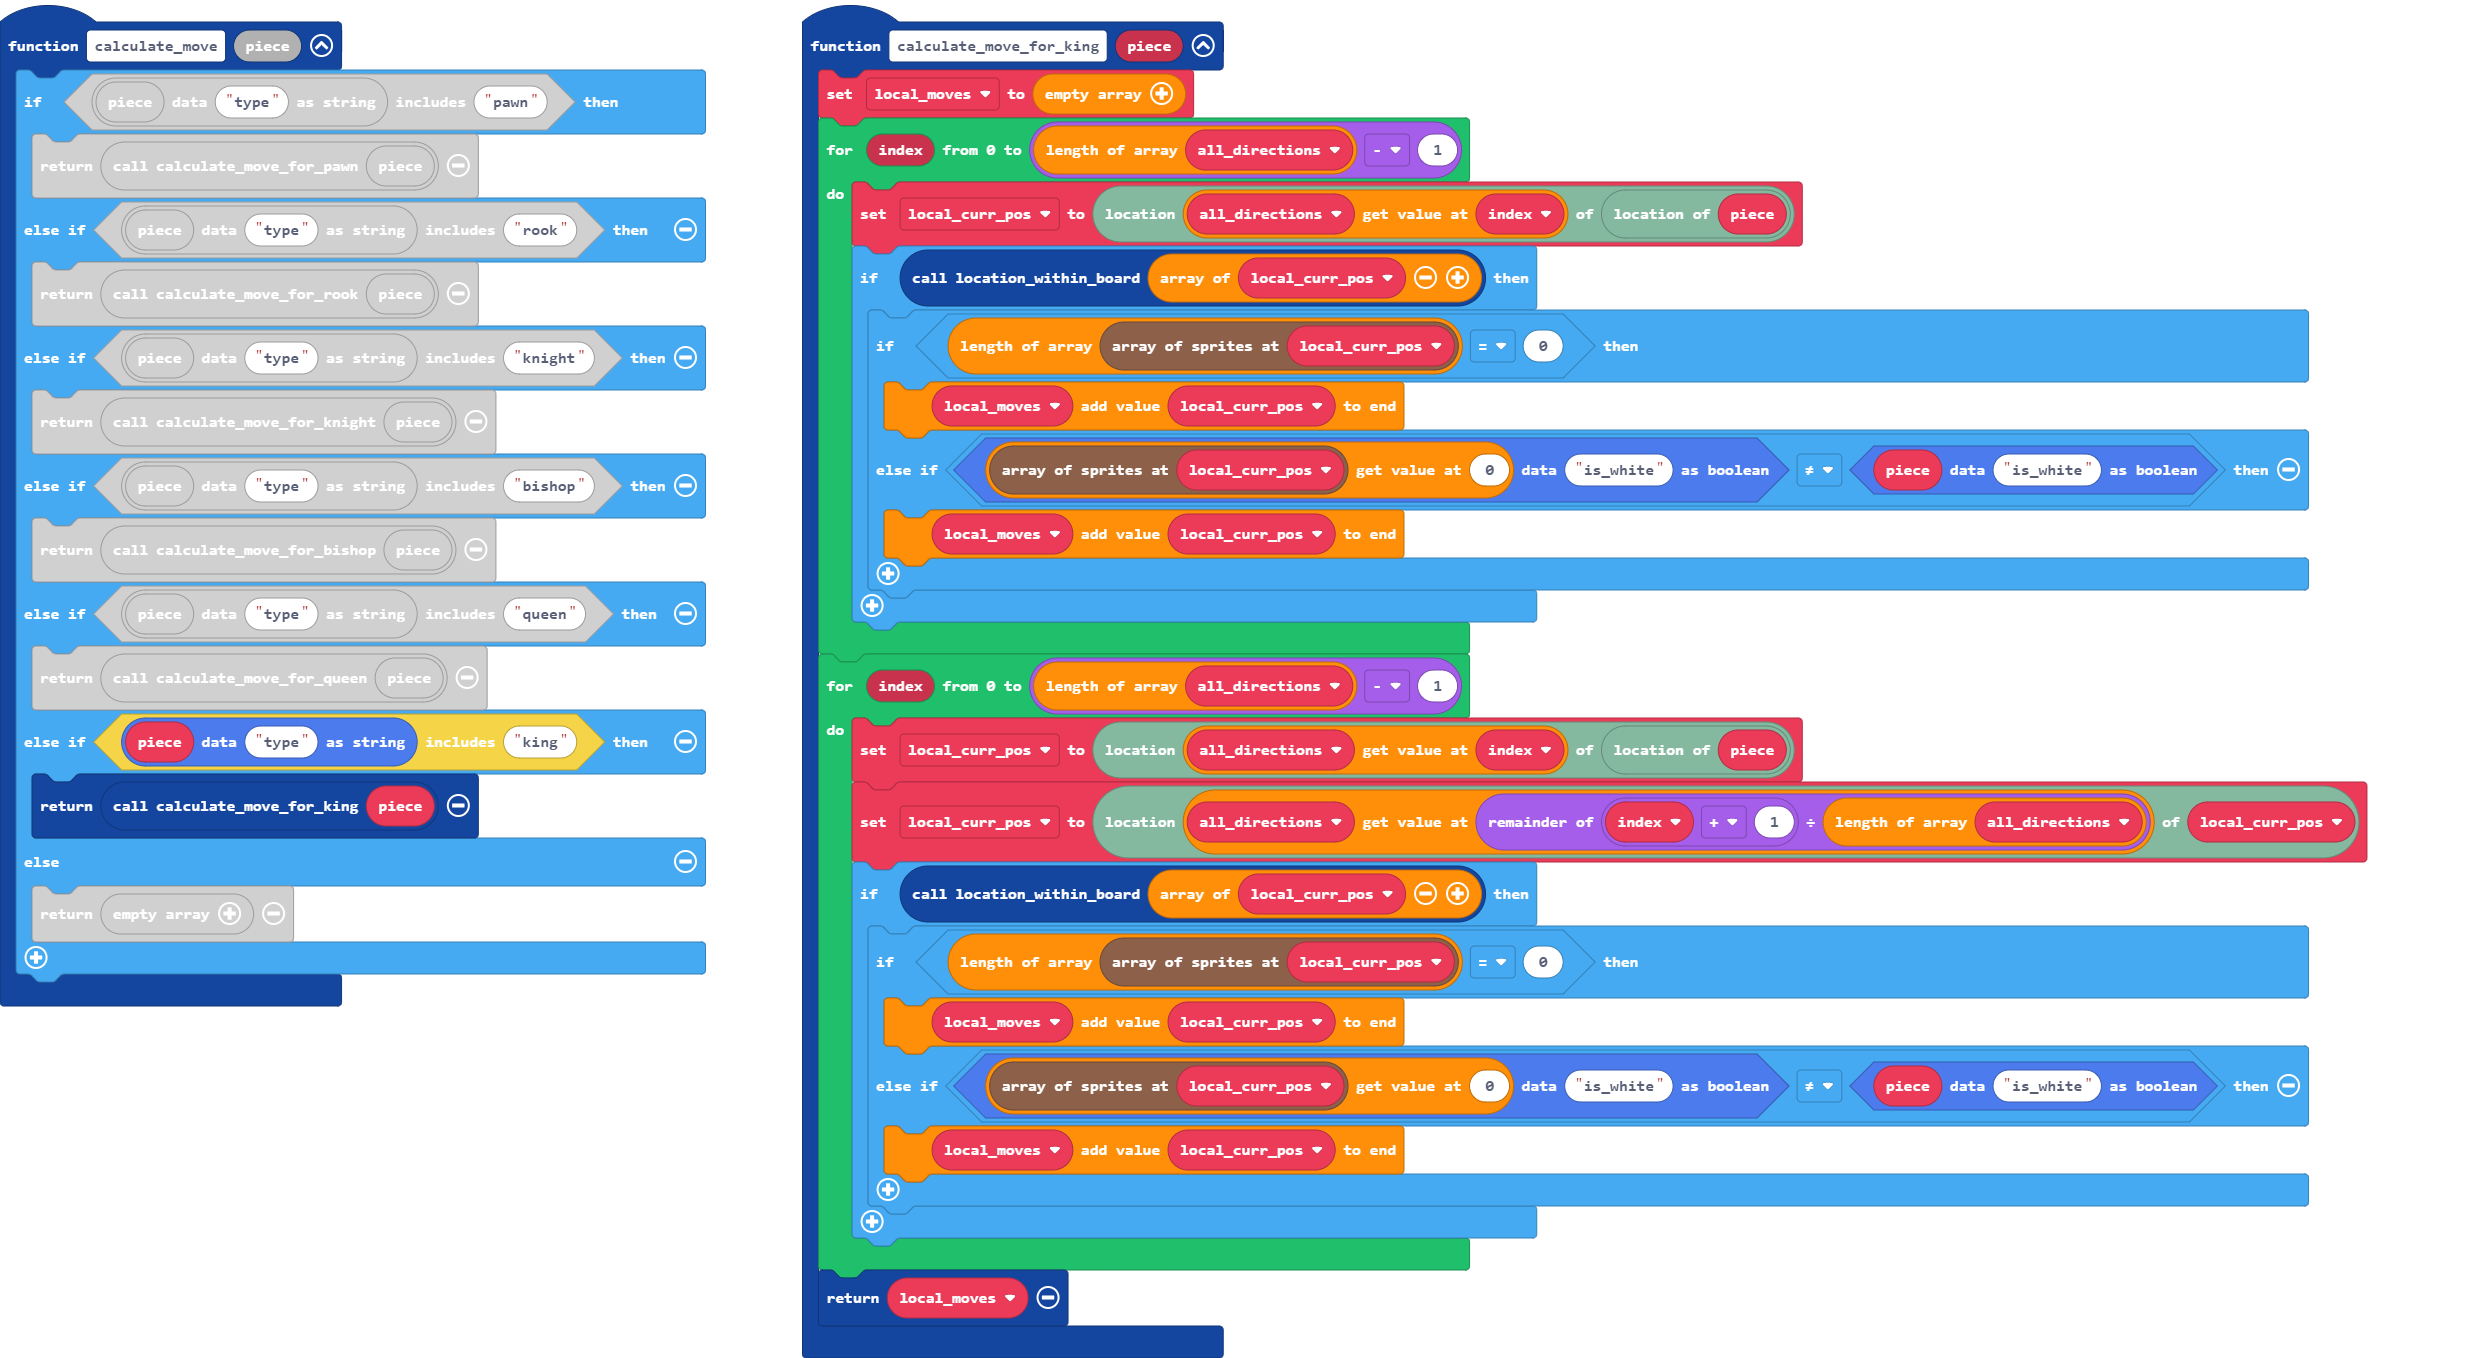 function calculate_move piece
if piece data "type" as string includes "pawn" then
return call calculate_move_for_pawn piece
else if piece data "type" as string includes "rook" then
return call calculate_move_for_rook piece
else if piece data "type" as string includes "knight" then
return call calculate_move_for_knight piece
else if piece data "type" as string includes "bishop" then
return call calculate_move_for_bishop piece
else if piece data "type" as string includes "queen" then
return call calculate_move_for_queen piece
else if piece data "type" as string includes "king" then
return call calculate_move_for_king piece
else
return empty array
function calculate_move_for_king piece
set local_moves to empty array
for index from 0 to length of array all_directions - 1
do
set local_curr_pos to location all_directions get value at index of location of piece
if call location_within_board array of local_curr_pos then
if length of array array of sprites at local_curr_pos = 0 then
local_moves add value local_curr_pos to end
else if array of sprites at local_curr_pos get value at 0 data "is_white" as boolean ≠ piece data "is_white" as boolean then
local_moves add value local_curr_pos to end
for index from 0 to length of array all_directions - 1
do
set local_curr_pos to location all_directions get value at index of location of piece
set local_curr_pos to location all_directions get value at remainder of index + 1 ÷ length of array all_directions of local_curr_pos
if call location_within_board array of local_curr_pos then
if length of array array of sprites at local_curr_pos = 0 then
local_moves add value local_curr_pos to end
else if array of sprites at local_curr_pos get value at 0 data "is_white" as boolean ≠ piece data "is_white" as boolean then
local_moves add value local_curr_pos to end
return local_moves